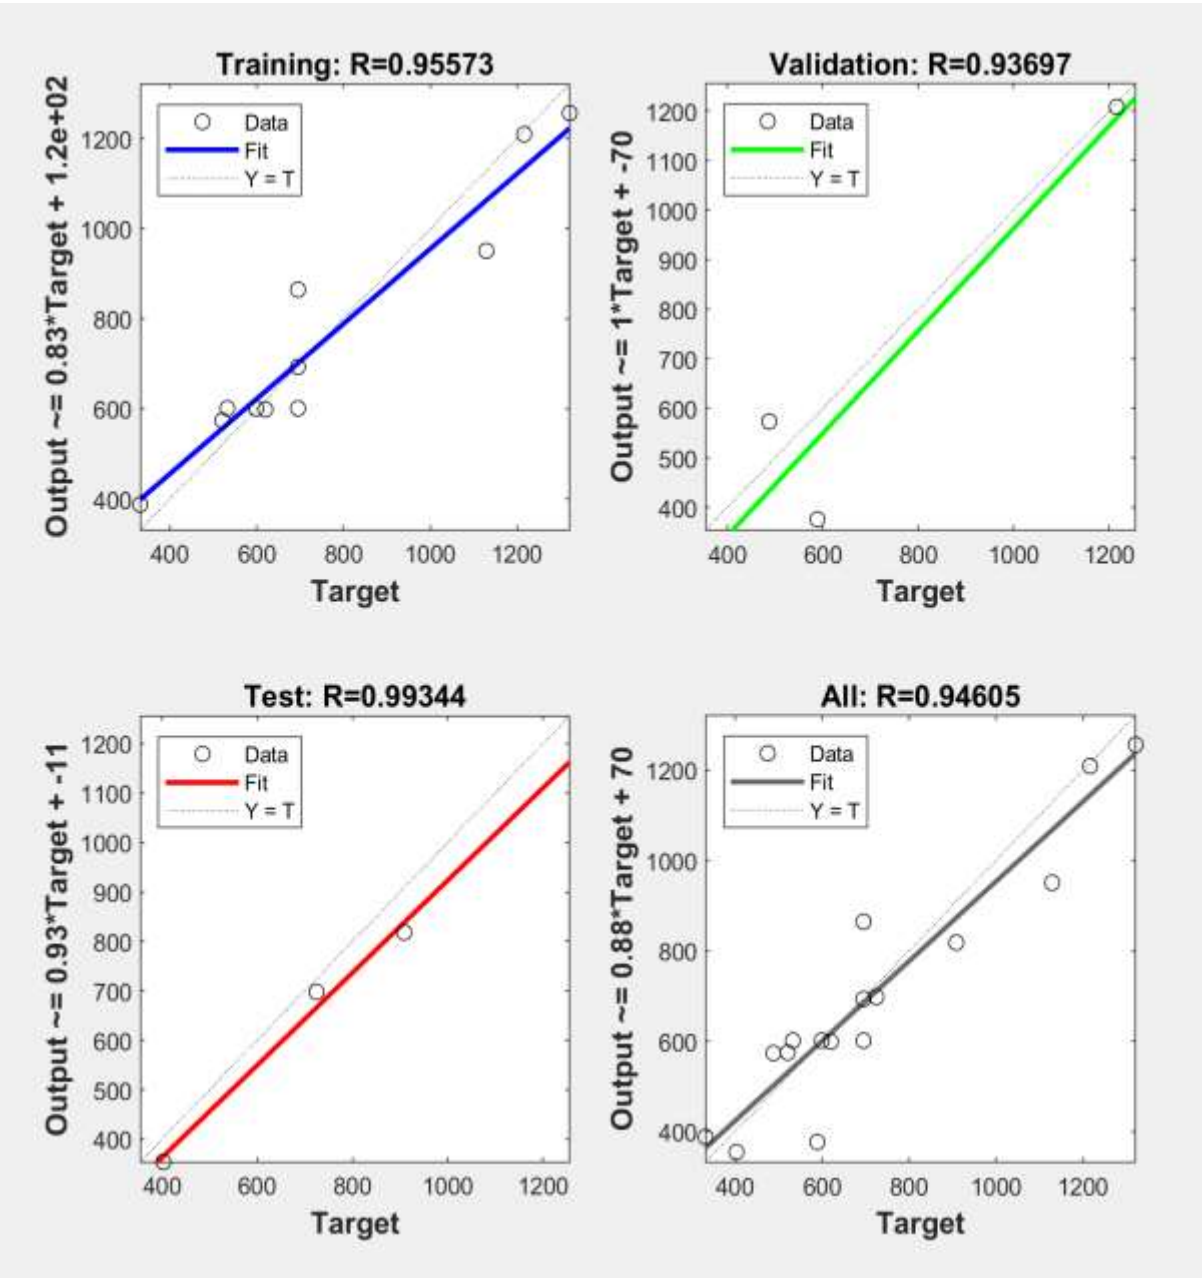 Training: R=0.95573
Output ~= 0.83*Target + 1.2e+02
Data
Fit
Y = T
1200
1000
800
600
400
400 600 800 1000 1200
Target
Validation: R=0.93697
Output ~= 1*Target + -70
Data
Fit
Y = T
1200
1100
1000
900
800
700
600
500
400
400 600 800 1000 1200
Target
Test: R=0.99344
Output ~= 0.93*Target + -11
Data
Fit
Y = T
1200
1100
1000
900
800
700
600
500
400
400 600 800 1000 1200
Target
All: R=0.94605
Output ~= 0.88*Target + 70
Data
Fit
Y = T
1200
1000
800
600
400
400 600 800 1000 1200
Target